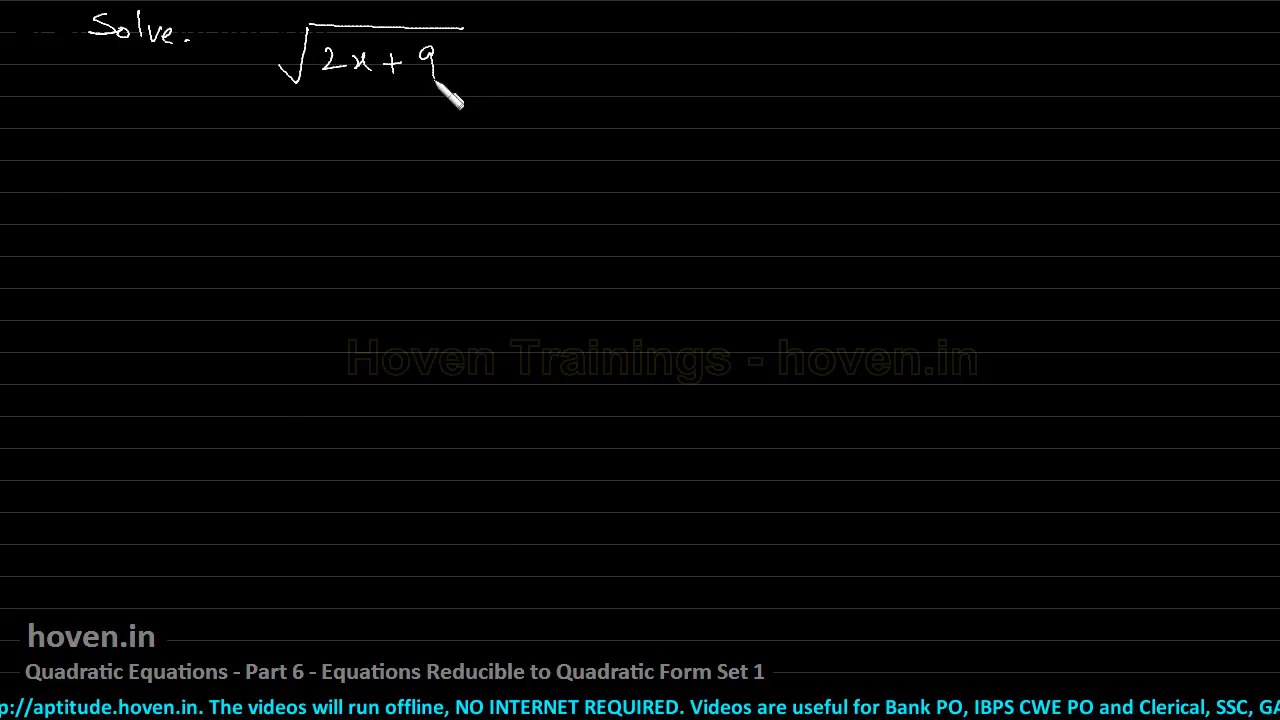 Solve. √2x + 9
Hoven Trainings - hoven.in
hoven.in
Quadratic Equations - Part 6 - Equations Reducible to Quadratic Form Set 1
p://aptitude.hoven.in. The videos will run offline, NO INTERNET REQUIRED. Videos are useful for Bank PO, IBPS CWE PO and Clerical, SSC, GA